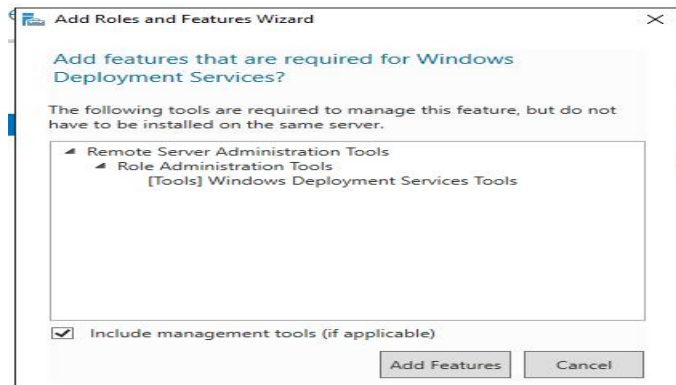 Add Roles and Features Wizard
Add features that are required for Windows
Deployment Services?
The following tools are required to manage this feature, but do not
have to be installed on the same server.
Remote Server Administration Tools
Role Administration Tools
[Tools] Windows Deployment Services Tools
Include management tools (if applicable)
Add Features Cancel